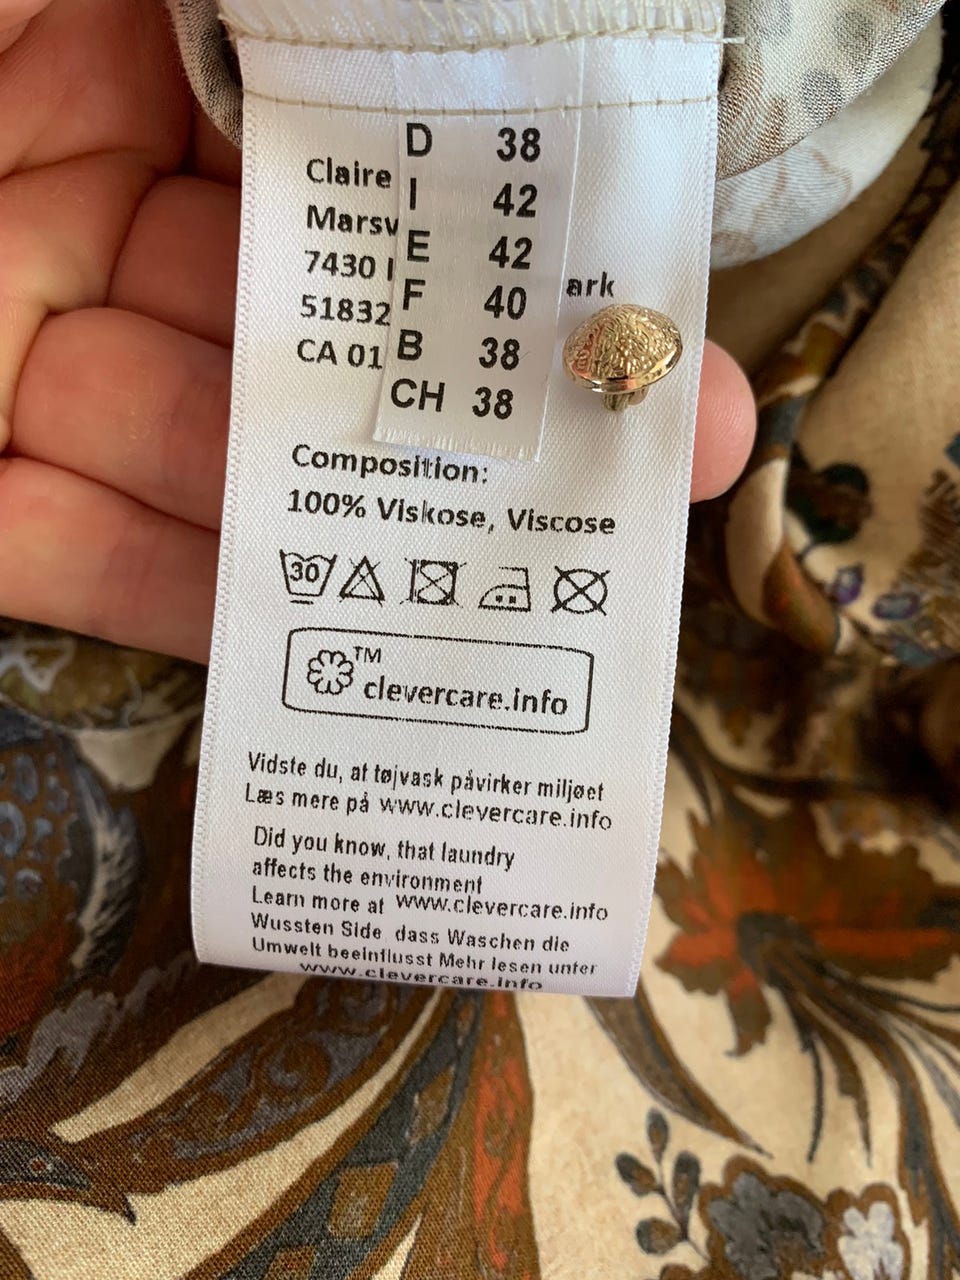 D 38
I 42
E 42
F 40
B 38
CH 38
Claire
7430
51832
CA 01
ark
Composition:
100% Viskose, Viscose
30
TM
clevercare.info
Vidste du, at tøjvask påvirker miljøet
Læs mere på www.clevercare.info
Did you know, that laundry
affects the environment
Learn more at www.clevercare.info
Wussten Side dass Waschen die
Umwelt beeinflusst Mehr lesen unter
www.clevercare.info